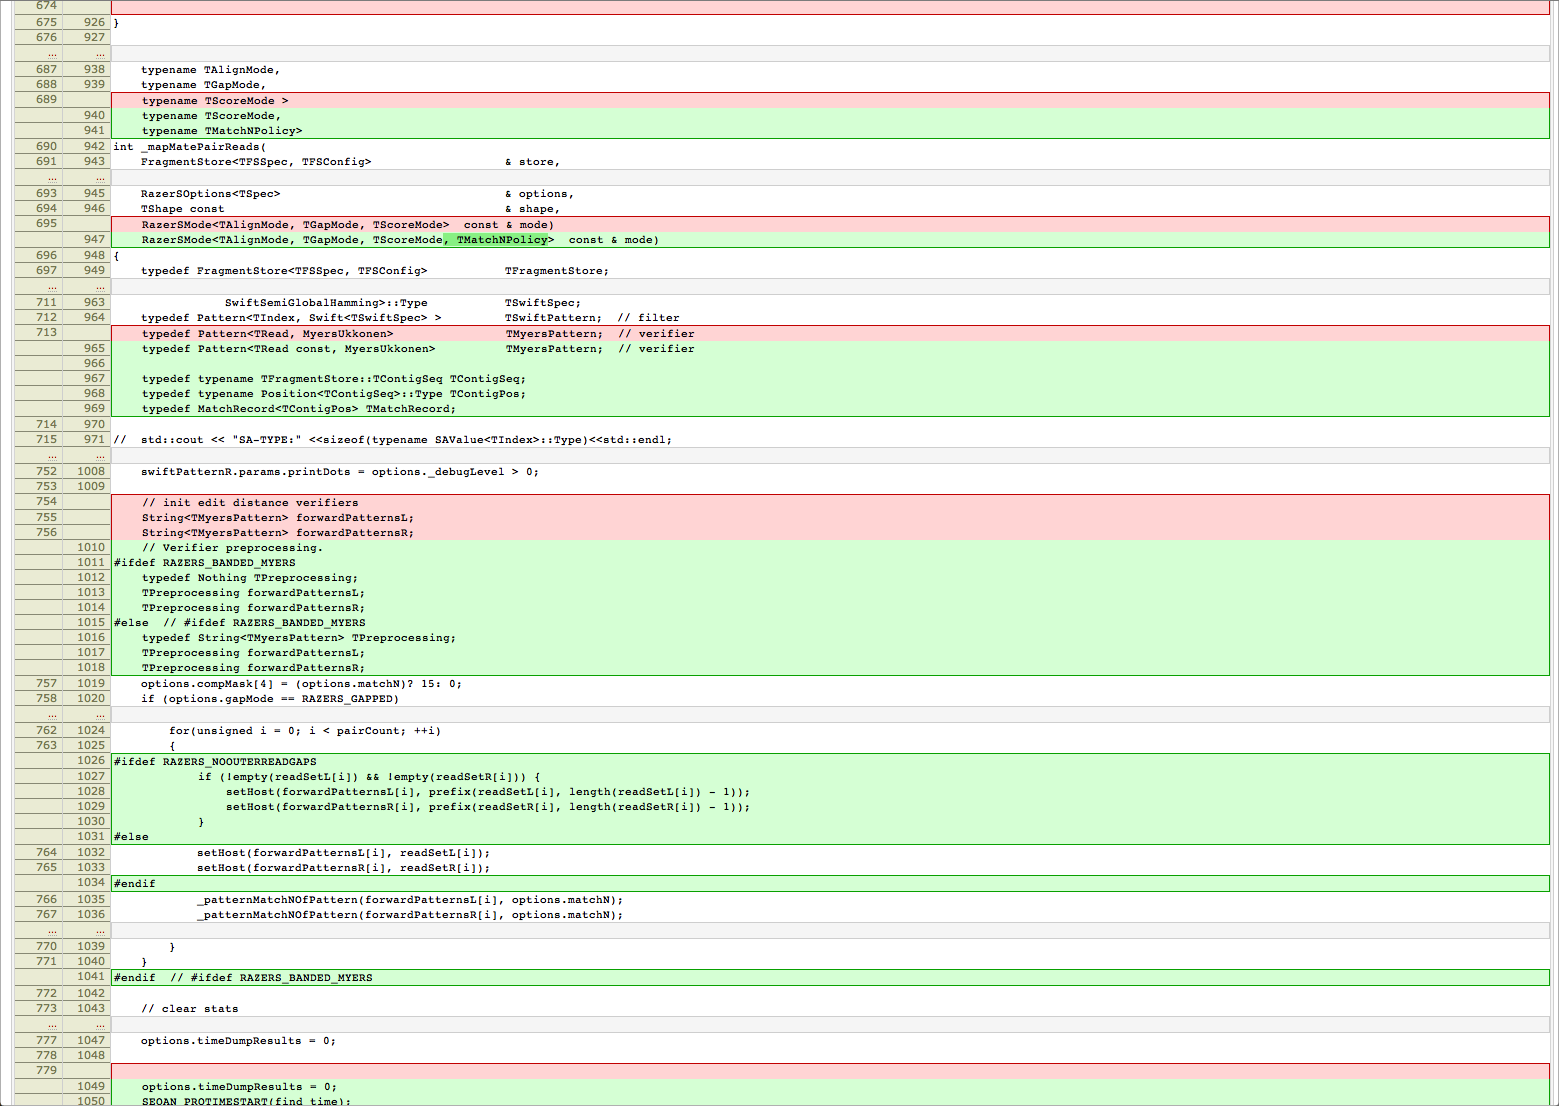 674
675 926 }
676 927
... ...
687 938 typename TAlignMode,
688 939 typename TGapMode,
689 typename TScoreMode >
940 typename TScoreMode,
941 typename TMatchNPolicy>
690 942 int _mapMatePairReads(
691 943 FragmentStore<TFSSpec, TFSConfig> & store,
... ...
693 945 RazerSOptions<TSpec> & options,
694 946 TShape const & shape,
695 RazerSMode<TAlignMode, TGapMode, TScoreMode> const & mode)
947 RazerSMode<TAlignMode, TGapMode, TScoreMode, TMatchNPolicy> const & mode)
696 948 {
697 949 typedef FragmentStore<TFSSpec, TFSConfig> TFragmentStore;
... ...
711 963 SwiftSemiGlobalHamming>::Type TSwiftSpec;
712 964 typedef Pattern<TIndex, Swift<TSwiftSpec> > TSwiftPattern; // filter
713 typedef Pattern<TRead, MyersUkkonen> TMyersPattern; // verifier
965 typedef Pattern<TRead const, MyersUkkonen> TMyersPattern; // verifier
966
967 typedef typename TFragmentStore::TContigSeq TContigSeq;
968 typedef typename Position<TContigSeq>::Type TContigPos;
969 typedef MatchRecord<TContigPos> TMatchRecord;
714 970
715 971 // std::cout << "SA-TYPE:" <<sizeof(typename SAValue<TIndex>::Type)<<std::endl;
... ...
752 1008 swiftPatternR.params.printDots = options._debugLevel > 0;
753 1009
754 // init edit distance verifiers
755 String<TMyersPattern> forwardPatternsL;
756 String<TMyersPattern> forwardPatternsR;
1010 // Verifier preprocessing.
1011 #ifdef RAZERS_BANDED_MYERS
1012 typedef Nothing TPreprocessing;
1013 TPreprocessing forwardPatternsL;
1014 TPreprocessing forwardPatternsR;
1015 #else // #ifdef RAZERS_BANDED_MYERS
1016 typedef String<TMyersPattern> TPreprocessing;
1017 TPreprocessing forwardPatternsL;
1018 TPreprocessing forwardPatternsR;
757 1019 options.compMask[4] = (options.matchN)? 15: 0;
758 1020 if (options.gapMode == RAZERS_GAPPED)
... ...
762 1024 for(unsigned i = 0; i < pairCount; ++i)
763 1025 {
1026 #ifdef RAZERS_NOOUTERREADGAPS
1027 if (!empty(readSetL[i]) && !empty(readSetR[i])) {
1028 setHost(forwardPatternsL[i], prefix(readSetL[i], length(readSetL[i]) - 1));
1029 setHost(forwardPatternsR[i], prefix(readSetR[i], length(readSetR[i]) - 1));
1030 }
1031 #else
764 1032 setHost(forwardPatternsL[i], readSetL[i]);
765 1033 setHost(forwardPatternsR[i], readSetR[i]);
1034 #endif
766 1035 _patternMatchNOfPattern(forwardPatternsL[i], options.matchN);
767 1036 _patternMatchNOfPattern(forwardPatternsR[i], options.matchN);
... ...
770 1039 }
771 1040 }
1041 #endif // #ifdef RAZERS_BANDED_MYERS
772 1042
773 1043 // clear stats
... ...
777 1047 options.timeDumpResults = 0;
778 1048
779
1049 options.timeDumpResults = 0;
1050 SEQAN_PROTIMESTART(find_time);